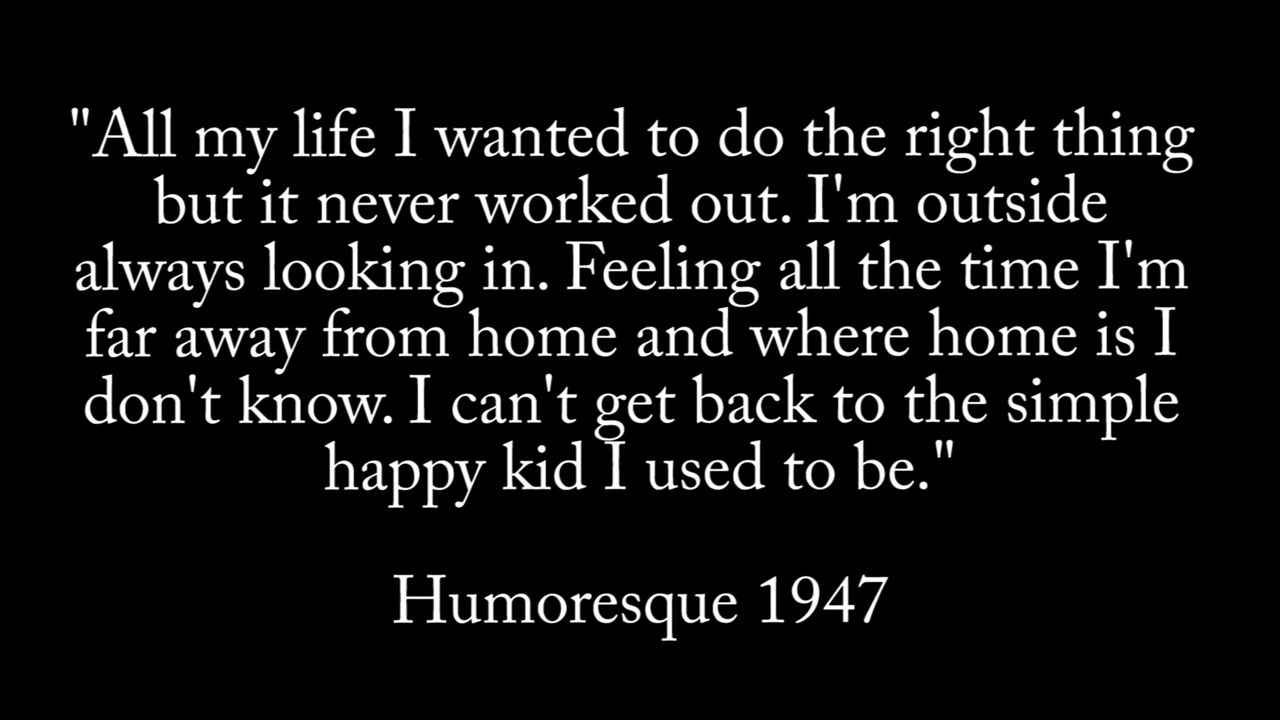 "All my life I wanted to do the right thing
but it never worked out. I'm outside
always looking in. Feeling all the time I'm
far away from home and where home is I
don't know. I can't get back to the simple
happy kid I used to be."
Humoresque 1947